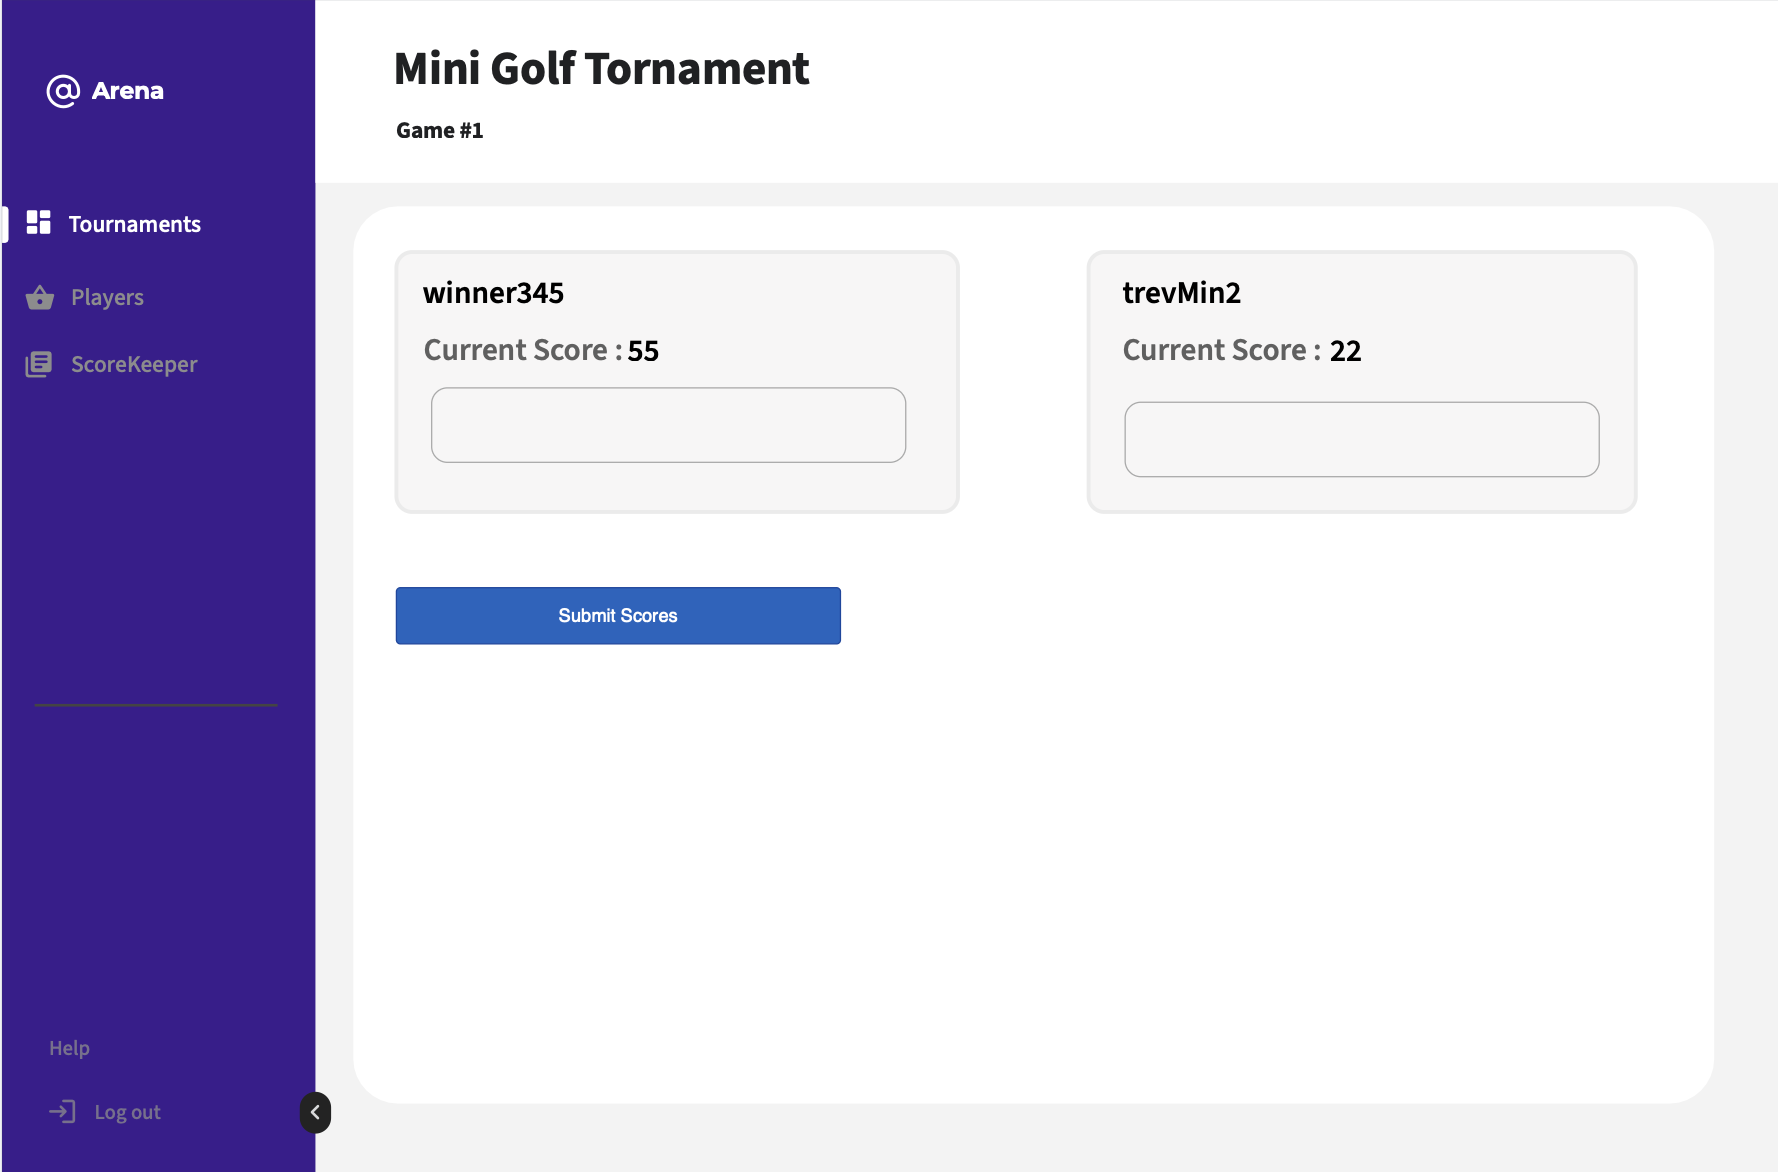 @ Arena
Tournaments
Players
ScoreKeeper
Help
Log out
Mini Golf Tornament
Game #1
winner345
Current Score : 55
trevMin2
Current Score : 22
Submit Scores